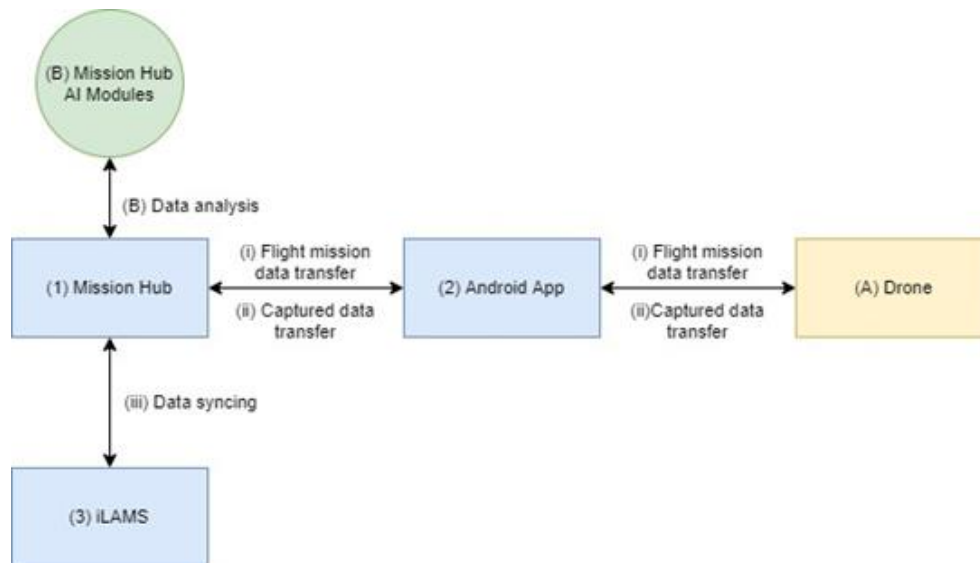 (B) Mission Hub
AI Modules
(B) Data analysis
(1) Mission Hub
(i) Flight mission
data transfer
(ii) Captured data
transfer
(2) Android App
(i) Flight mission
data transfer
(ii)Captured data
transfer
(A) Drone
(iii) Data syncing
(3) iLAMS